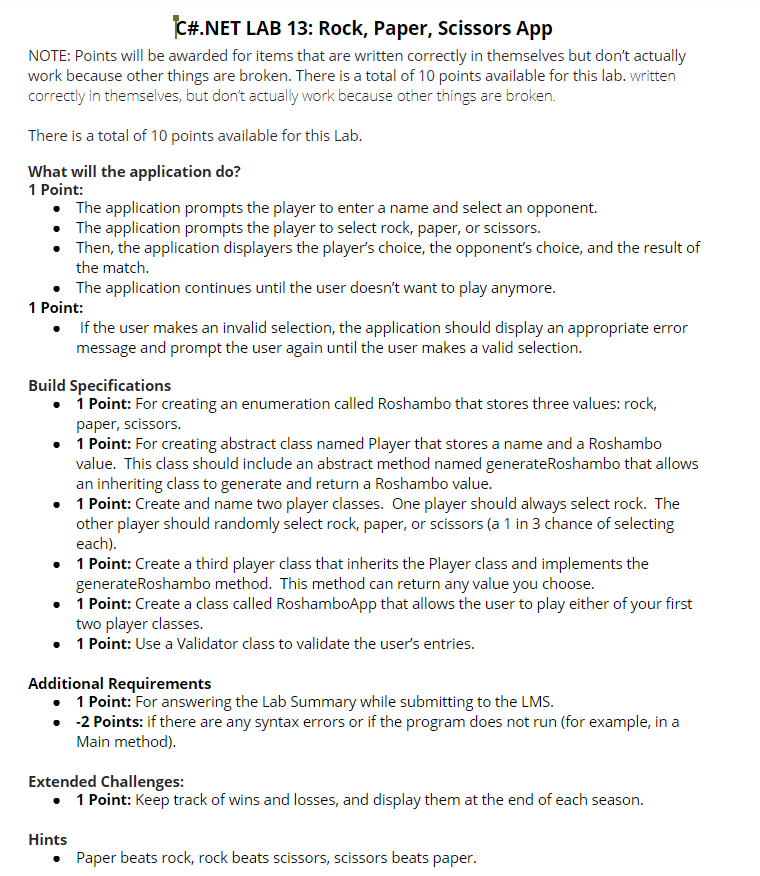 C#.NET LAB 13: Rock, Paper, Scissors App
NOTE: Points will be awarded for items that are written correctly in themselves but don’t actually
work because other things are broken. There is a total of 10 points available for this lab. written
correctly in themselves, but don’t actually work because other things are broken.
There is a total of 10 points available for this Lab.
What will the application do?
1 Point:
• The application prompts the player to enter a name and select an opponent.
• The application prompts the player to select rock, paper, or scissors.
• Then, the application displayers the player’s choice, the opponent’s choice, and the result of
the match.
• The application continues until the user doesn’t want to play anymore.
1 Point:
• If the user makes an invalid selection, the application should display an appropriate error
message and prompt the user again until the user makes a valid selection.
Build Specifications
• 1 Point: For creating an enumeration called Roshambo that stores three values: rock,
paper, scissors.
• 1 Point: For creating abstract class named Player that stores a name and a Roshambo
value. This class should include an abstract method named generateRoshambo that allows
an inheriting class to generate and return a Roshambo value.
• 1 Point: Create and name two player classes. One player should always select rock. The
other player should randomly select rock, paper, or scissors (a 1 in 3 chance of selecting
each).
• 1 Point: Create a third player class that inherits the Player class and implements the
generateRoshambo method. This method can return any value you choose.
• 1 Point: Create a class called RoshamboApp that allows the user to play either of your first
two player classes.
• 1 Point: Use a Validator class to validate the user’s entries.
Additional Requirements
• 1 Point: For answering the Lab Summary while submitting to the LMS.
• -2 Points: if there are any syntax errors or if the program does not run (for example, in a
Main method).
Extended Challenges:
• 1 Point: Keep track of wins and losses, and display them at the end of each season.
Hints
• Paper beats rock, rock beats scissors, scissors beats paper.